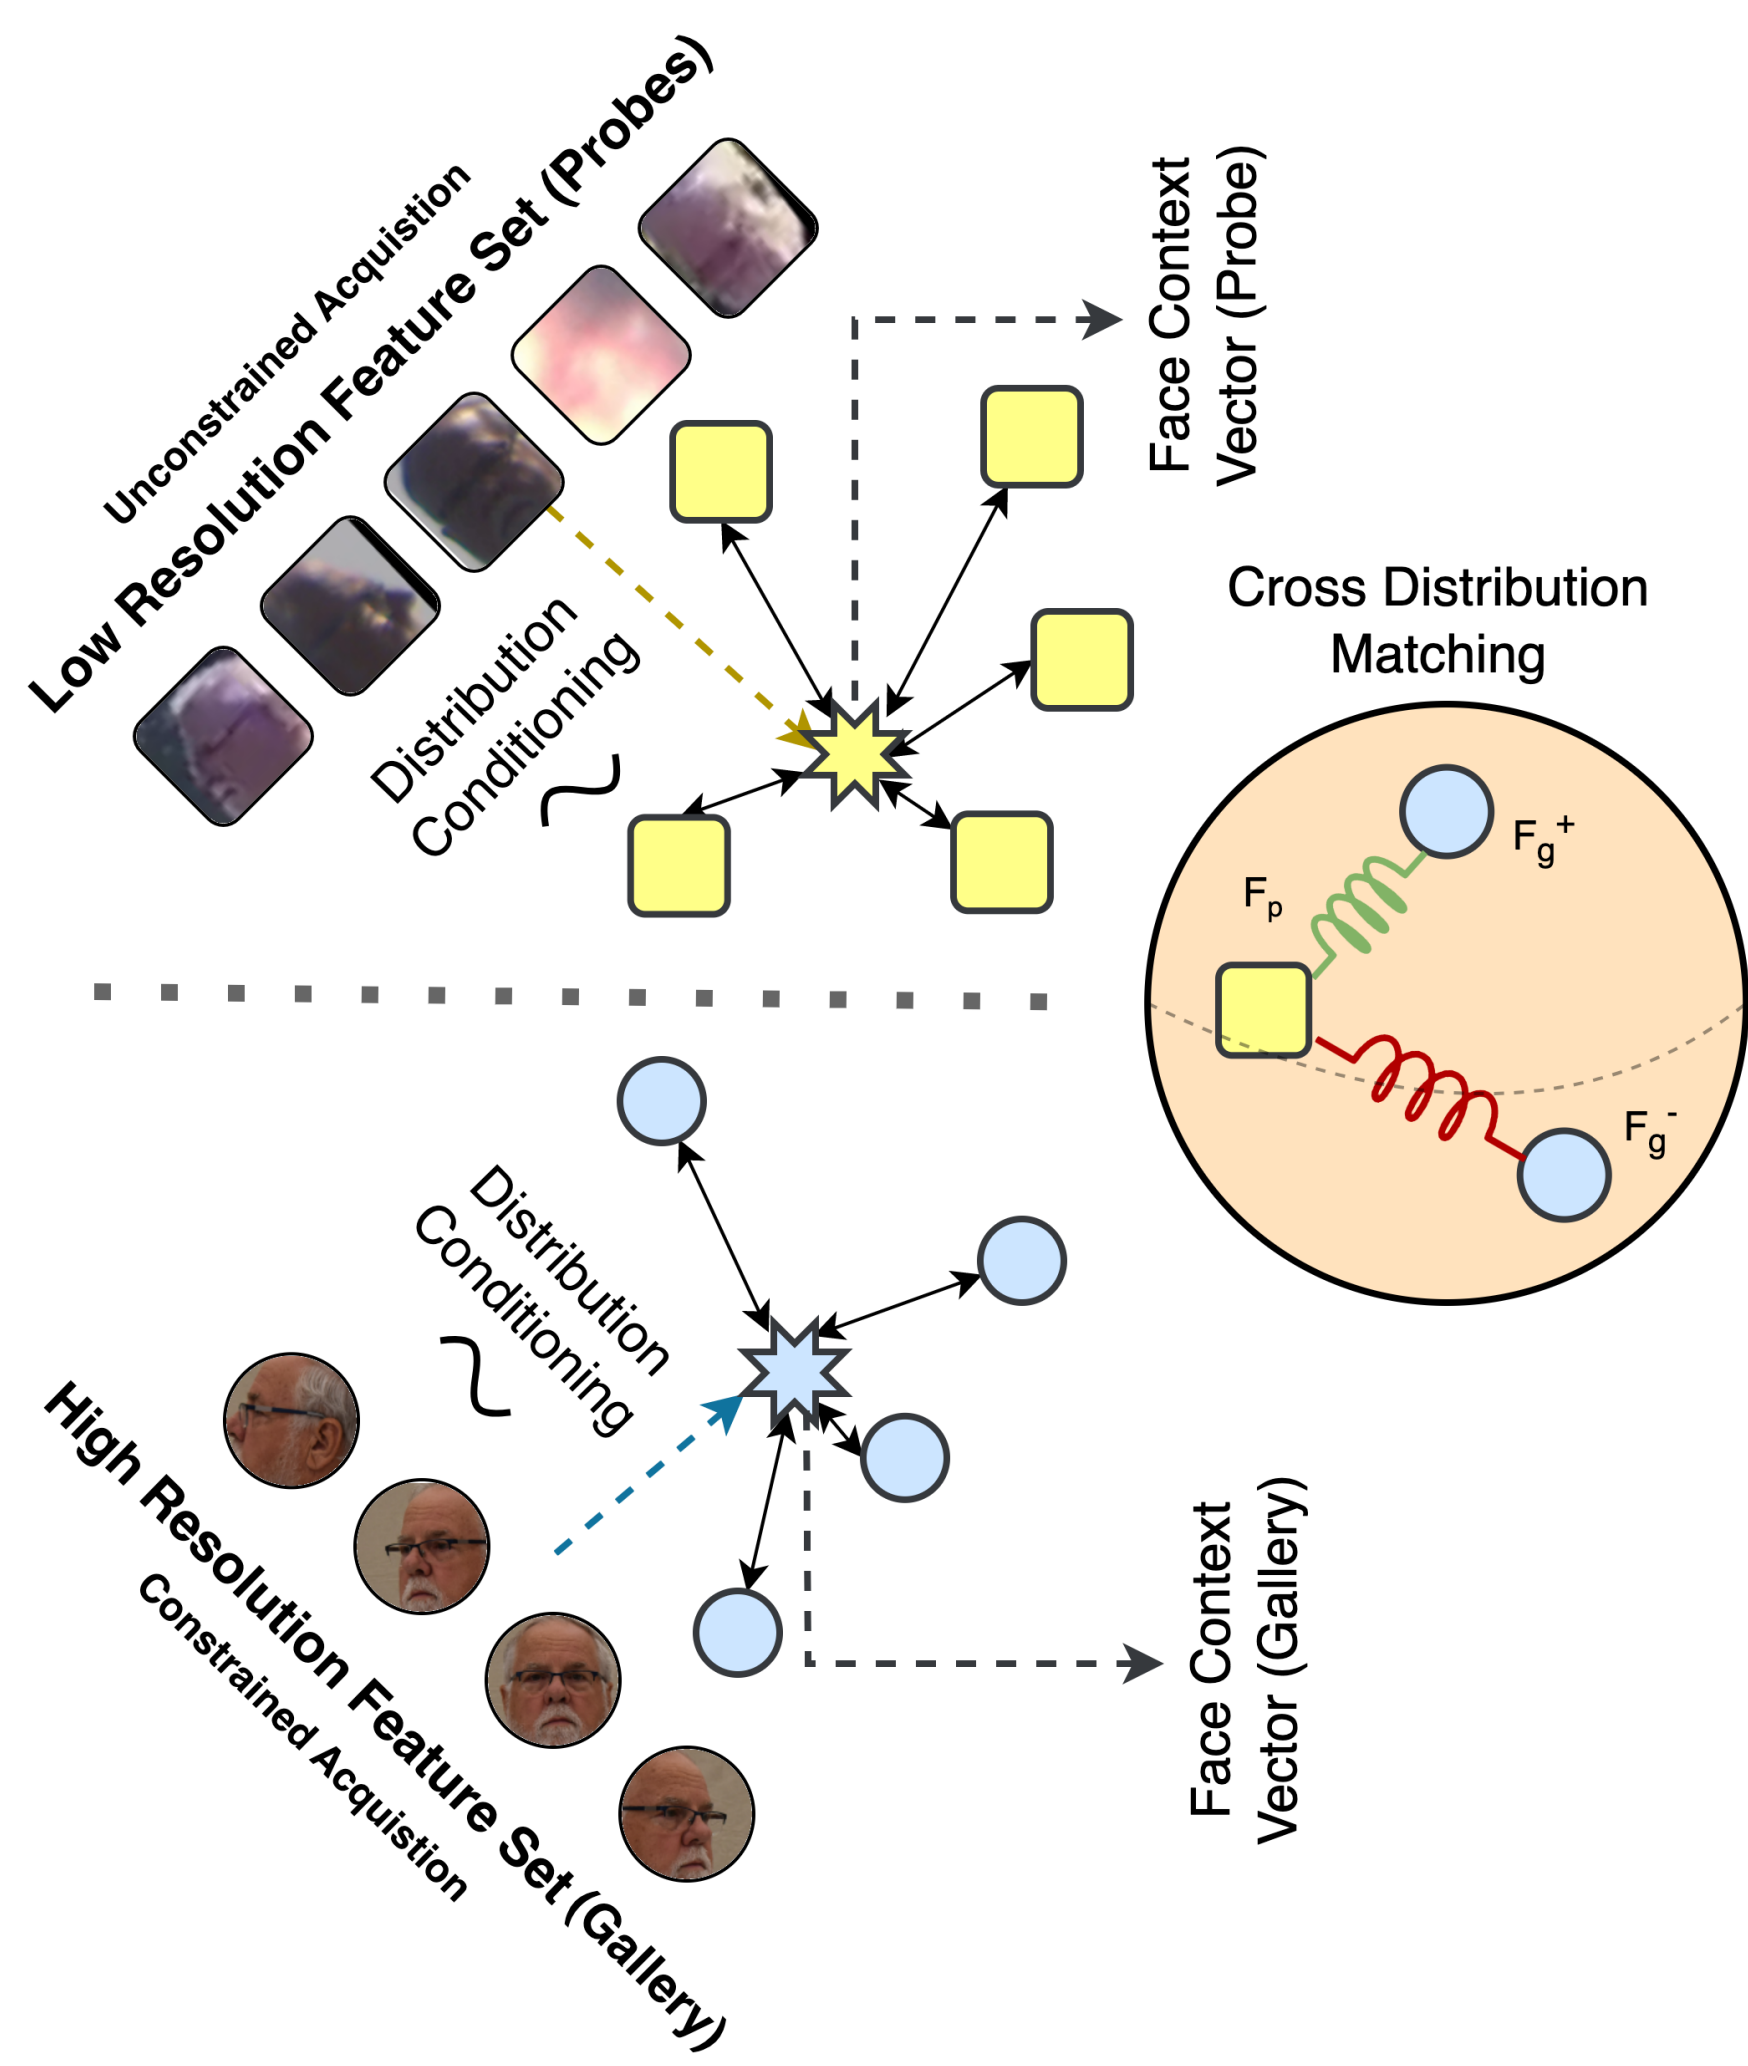 Unconstrained Acquistion
Low Resolution Feature Set (Probes)
Distribution
Conditioning
Face Context
Vector (Probe)
Cross Distribution
Matching
Fg+
Fp
Fg-
Distribution
Conditioning
High Resolution Feature Set (Gallery)
Constrained Acquistion
Face Context
Vector (Gallery)